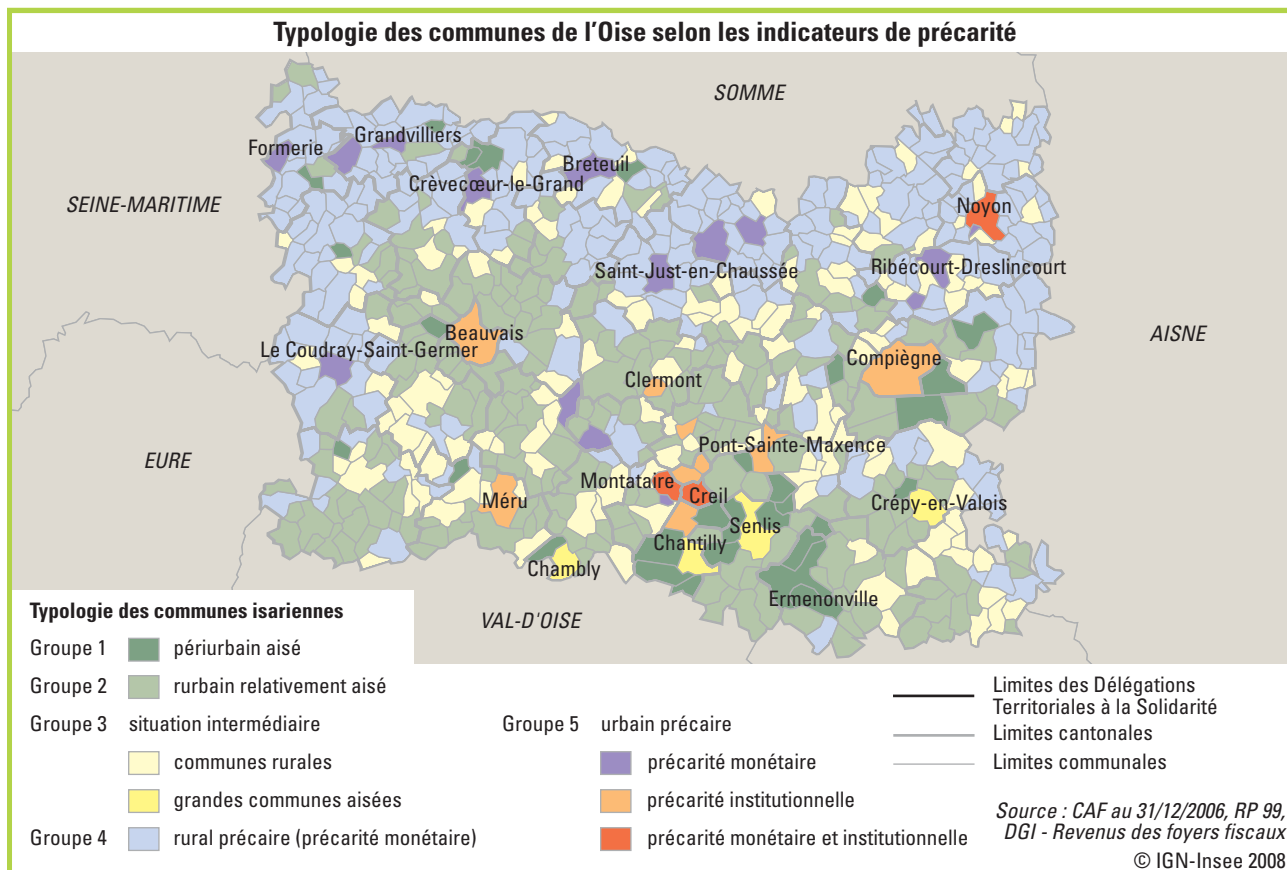 Typologie des communes de l'Oise selon les indicateurs de précarité
SOMME
Formerie
Grandvilliers
Breteuil
Crèvecœur-le-Grand
SEINE-MARITIME
Noyon
Saint-Just-en-Chaussée
Ribécourt-Dreslincourt
Beauvais
AISNE
Le Coudray-Saint-Germer
Compiègne
Clermont
EURE
Pont-Sainte-Maxence
Montataire
Creil
Méru
Crépy-en-Valois
Senlis
Chantilly
Chambly
Ermenonville
VAL-D'OISE
Typologie des communes isariennes
Groupe 1 périurbain aisé
Groupe 2 rurbain relativement aisé
Groupe 3 situation intermédiaire
communes rurales
grandes communes aisées
Groupe 4 rural précaire (précarité monétaire)
Groupe 5 urbain précaire
précarité monétaire
précarité institutionnelle
précarité monétaire et institutionnelle
Limites des Délégations
Territoriales à la Solidarité
Limites cantonales
Limites communales
Source : CAF au 31/12/2006, RP 99,
DGI - Revenus des foyers fiscaux
© IGN-Insee 2008